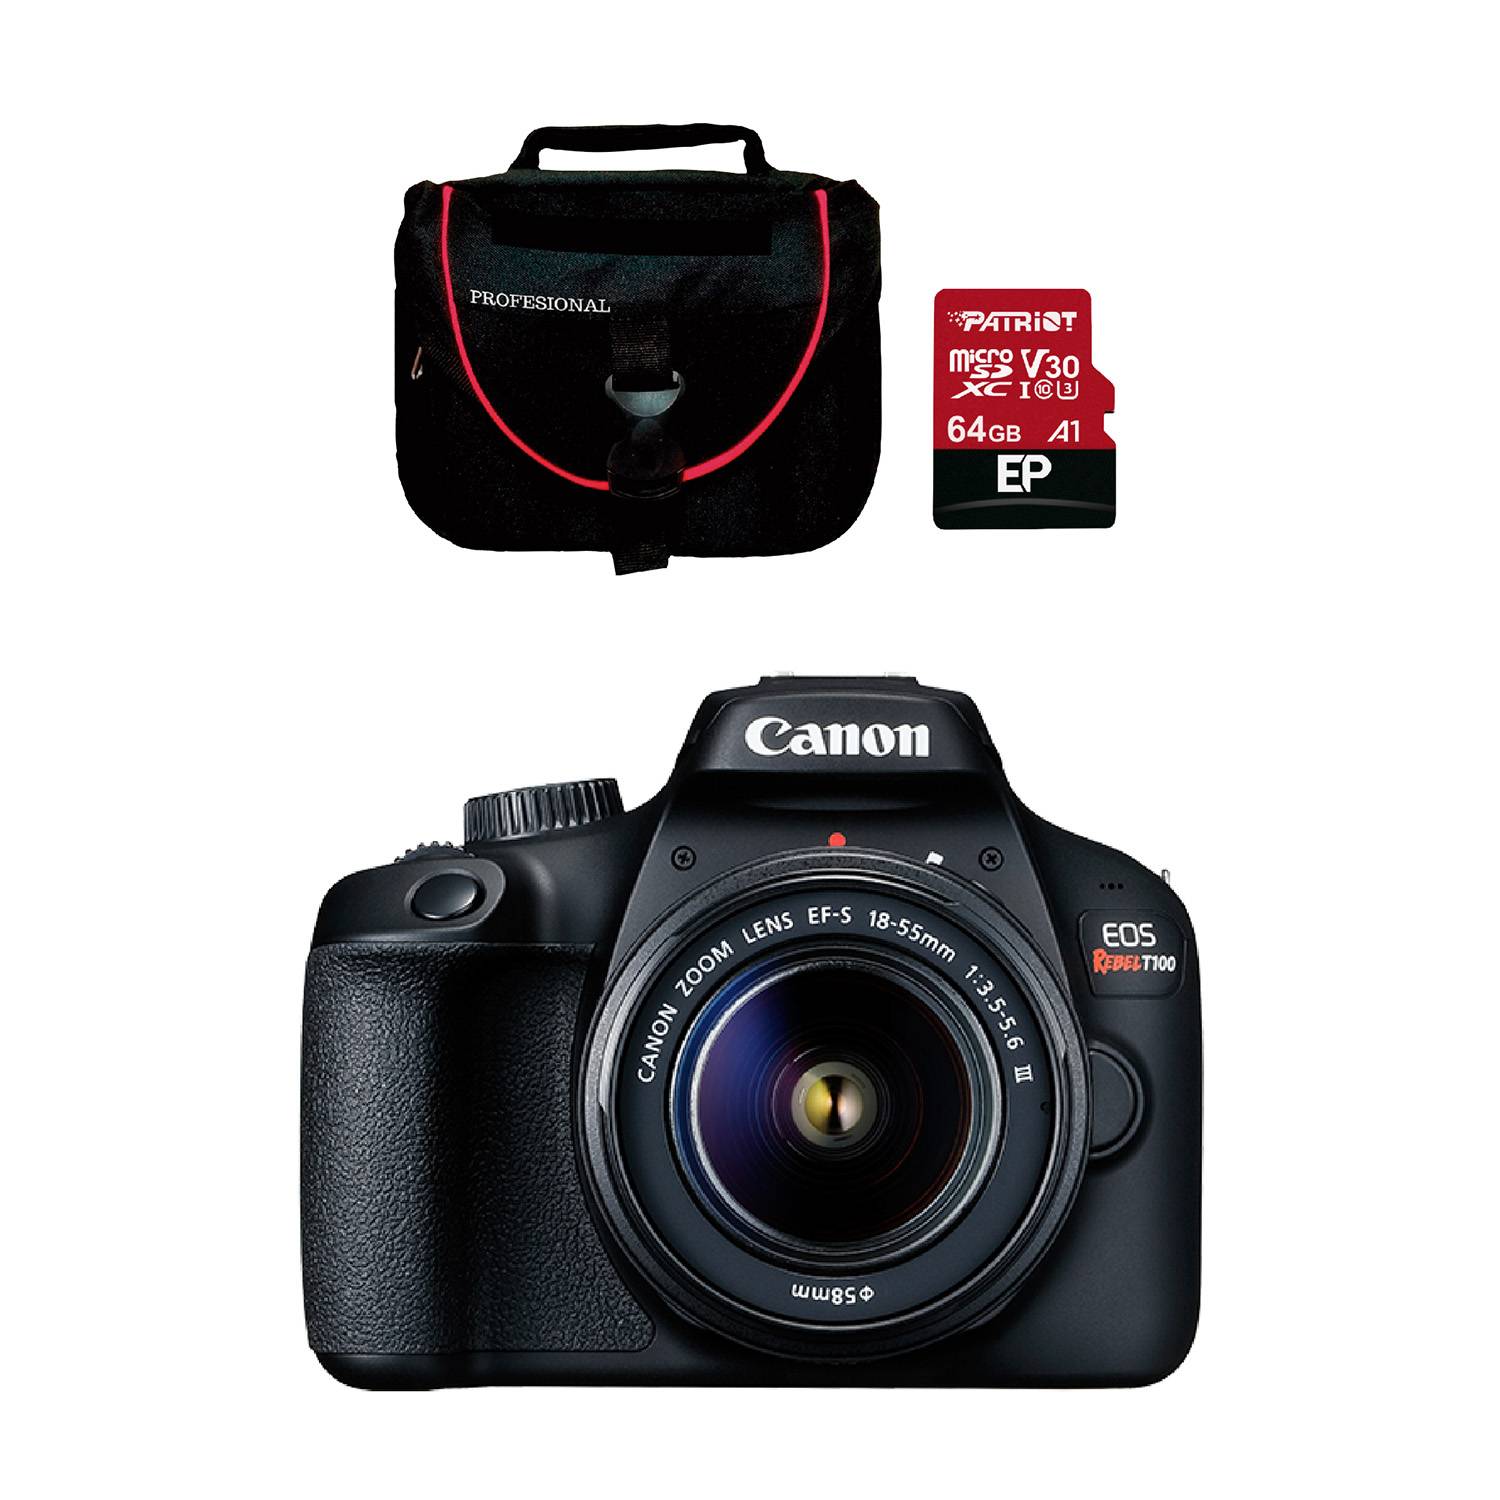 PROFESIONAL
PATRIOT
micro SD XC I V30
10 U3
64GB A1
EP
Canon
EOS
REBEL T100
CANON ZOOM LENS EF-S 18-55mm 1:3.5-5.6 III
Φ58mm